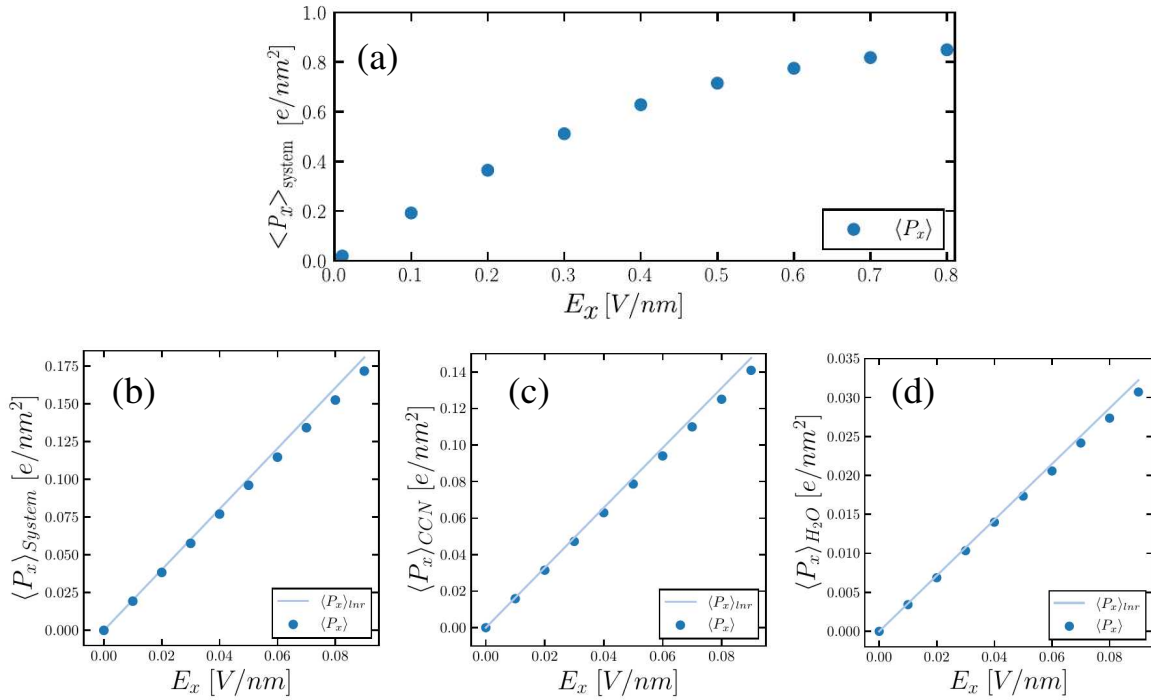 1.0
0.8
0.6
0.4
0.2
0.0
<P_x>_system [e/nm²]
(a)
⟨P_x⟩
0.0 0.1 0.2 0.3 0.4 0.5 0.6 0.7 0.8
E_x [V/nm]
0.175
0.150
0.125
0.100
0.075
0.050
0.025
0.000
⟨P_x⟩_System [e/nm²]
(b)
⟨P_x⟩_lnr
⟨P_x⟩
0.00 0.02 0.04 0.06 0.08
E_x [V/nm]
0.14
0.12
0.10
0.08
0.06
0.04
0.02
0.00
⟨P_x⟩_CCN [e/nm²]
(c)
⟨P_x⟩_lnr
⟨P_x⟩
0.00 0.02 0.04 0.06 0.08
E_x [V/nm]
0.035
0.030
0.025
0.020
0.015
0.010
0.005
0.000
⟨P_x⟩_H₂O [e/nm²]
(d)
⟨P_x⟩_lnr
⟨P_x⟩
0.00 0.02 0.04 0.06 0.08
E_x [V/nm]